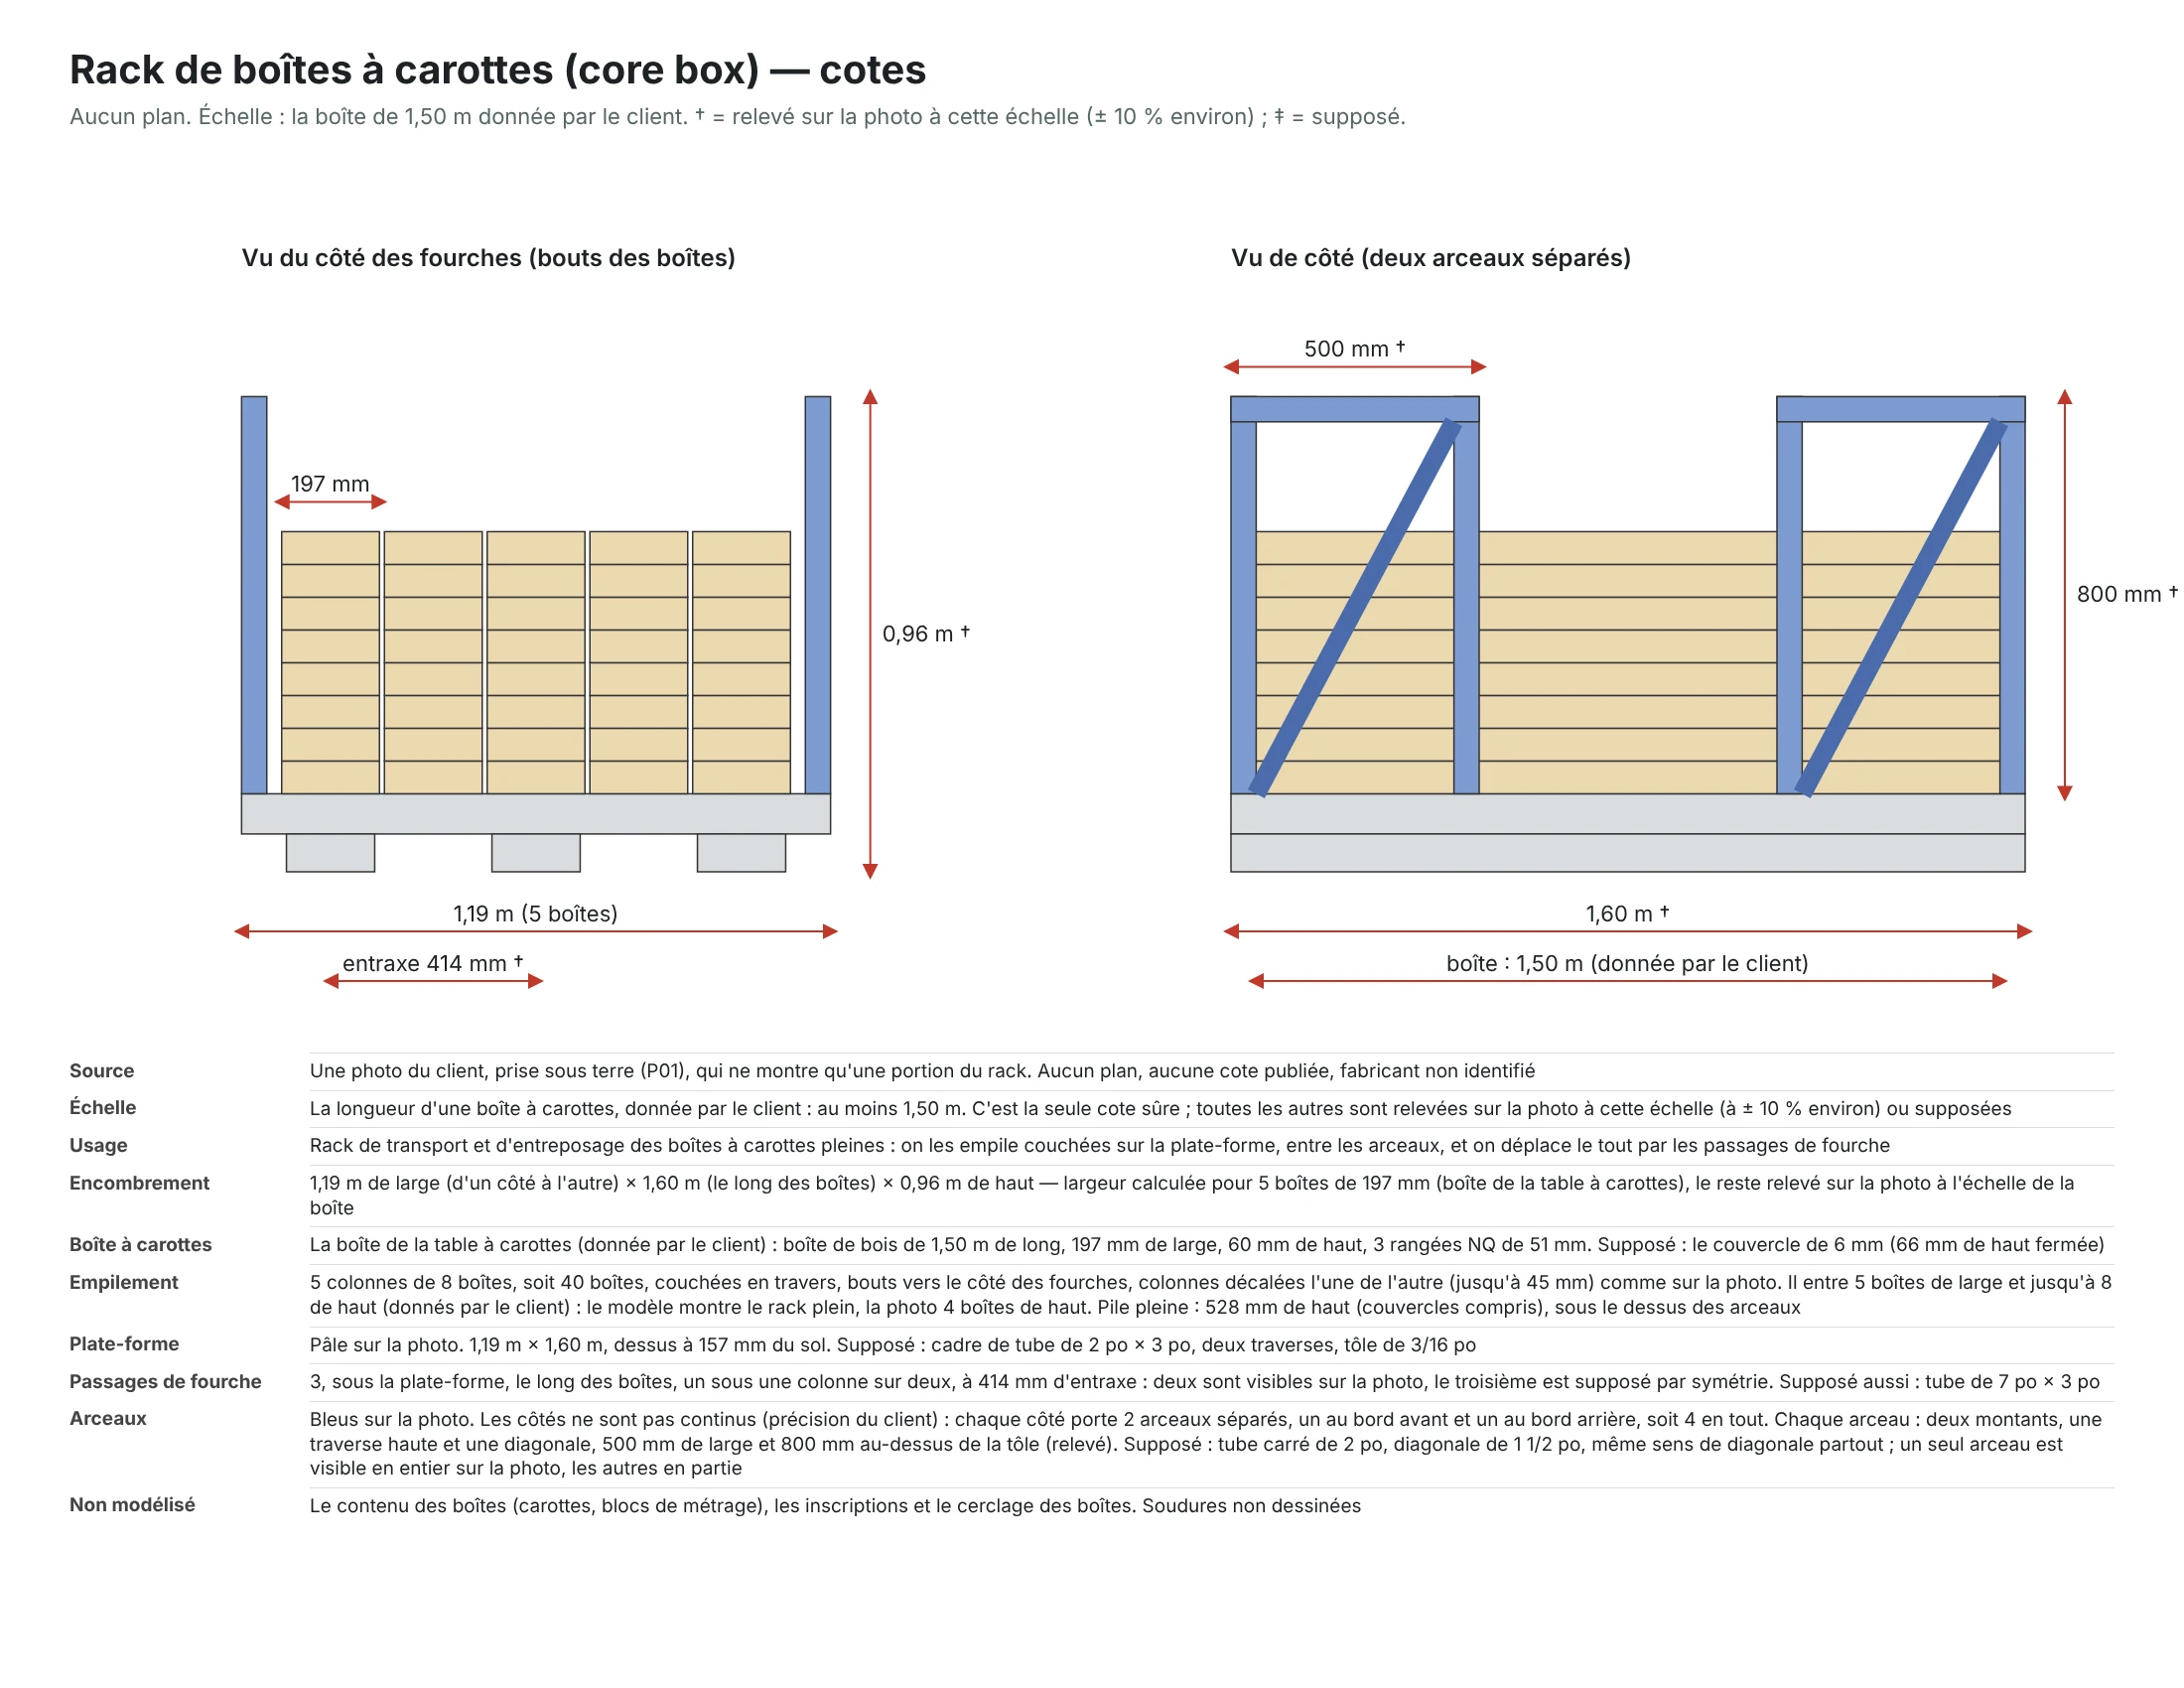 Rack de boîtes à carottes (core box) — cotes
Aucun plan. Échelle : la boîte de 1,50 m donnée par le client. † = relevé sur la photo à cette échelle (± 10 % environ) ; ‡ = supposé.
Vu du côté des fourches (bouts des boîtes)
197 mm
0,96 m †
1,19 m (5 boîtes)
entraxe 414 mm †
Vu de côté (deux arceaux séparés)
500 mm †
800 mm †
1,60 m †
boîte : 1,50 m (donnée par le client)
Source
Une photo du client, prise sous terre (P01), qui ne montre qu'une portion du rack. Aucun plan, aucune cote publiée, fabricant non identifié
Échelle
La longueur d'une boîte à carottes, donnée par le client : au moins 1,50 m. C'est la seule cote sûre ; toutes les autres sont relevées sur la photo à cette échelle (à ± 10 % environ) ou supposées
Usage
Rack de transport et d'entreposage des boîtes à carottes pleines : on les empile couchées sur la plate-forme, entre les arceaux, et on déplace le tout par les passages de fourche
Encombrement
1,19 m de large (d'un côté à l'autre) × 1,60 m (le long des boîtes) × 0,96 m de haut — largeur calculée pour 5 boîtes de 197 mm (boîte de la table à carottes), le reste relevé sur la photo à l'échelle de la
boîte
Boîte à carottes
La boîte de la table à carottes (donnée par le client) : boîte de bois de 1,50 m de long, 197 mm de large, 60 mm de haut, 3 rangées NQ de 51 mm. Supposé : le couvercle de 6 mm (66 mm de haut fermée)
Empilement
5 colonnes de 8 boîtes, soit 40 boîtes, couchées en travers, bouts vers le côté des fourches, colonnes décalées l'une de l'autre (jusqu'à 45 mm) comme sur la photo. Il entre 5 boîtes de large et jusqu'à 8
de haut (donnés par le client) : le modèle montre le rack plein, la photo 4 boîtes de haut. Pile pleine : 528 mm de haut (couvercles compris), sous le dessus des arceaux
Plate-forme
Pâle sur la photo. 1,19 m × 1,60 m, dessus à 157 mm du sol. Supposé : cadre de tube de 2 po × 3 po, deux traverses, tôle de 3/16 po
Passages de fourche
3, sous la plate-forme, le long des boîtes, un sous une colonne sur deux, à 414 mm d'entraxe : deux sont visibles sur la photo, le troisième est supposé par symétrie. Supposé aussi : tube de 7 po × 3 po
Arceaux
Bleus sur la photo. Les côtés ne sont pas continus (précision du client) : chaque côté porte 2 arceaux séparés, un au bord avant et un au bord arrière, soit 4 en tout. Chaque arceau : deux montants, une
traverse haute et une diagonale, 500 mm de large et 800 mm au-dessus de la tôle (relevé). Supposé : tube carré de 2 po, diagonale de 1 1/2 po, même sens de diagonale partout ; un seul arceau est
visible en entier sur la photo, les autres en partie
Non modélisé
Le contenu des boîtes (carottes, blocs de métrage), les inscriptions et le cerclage des boîtes. Soudures non dessinées